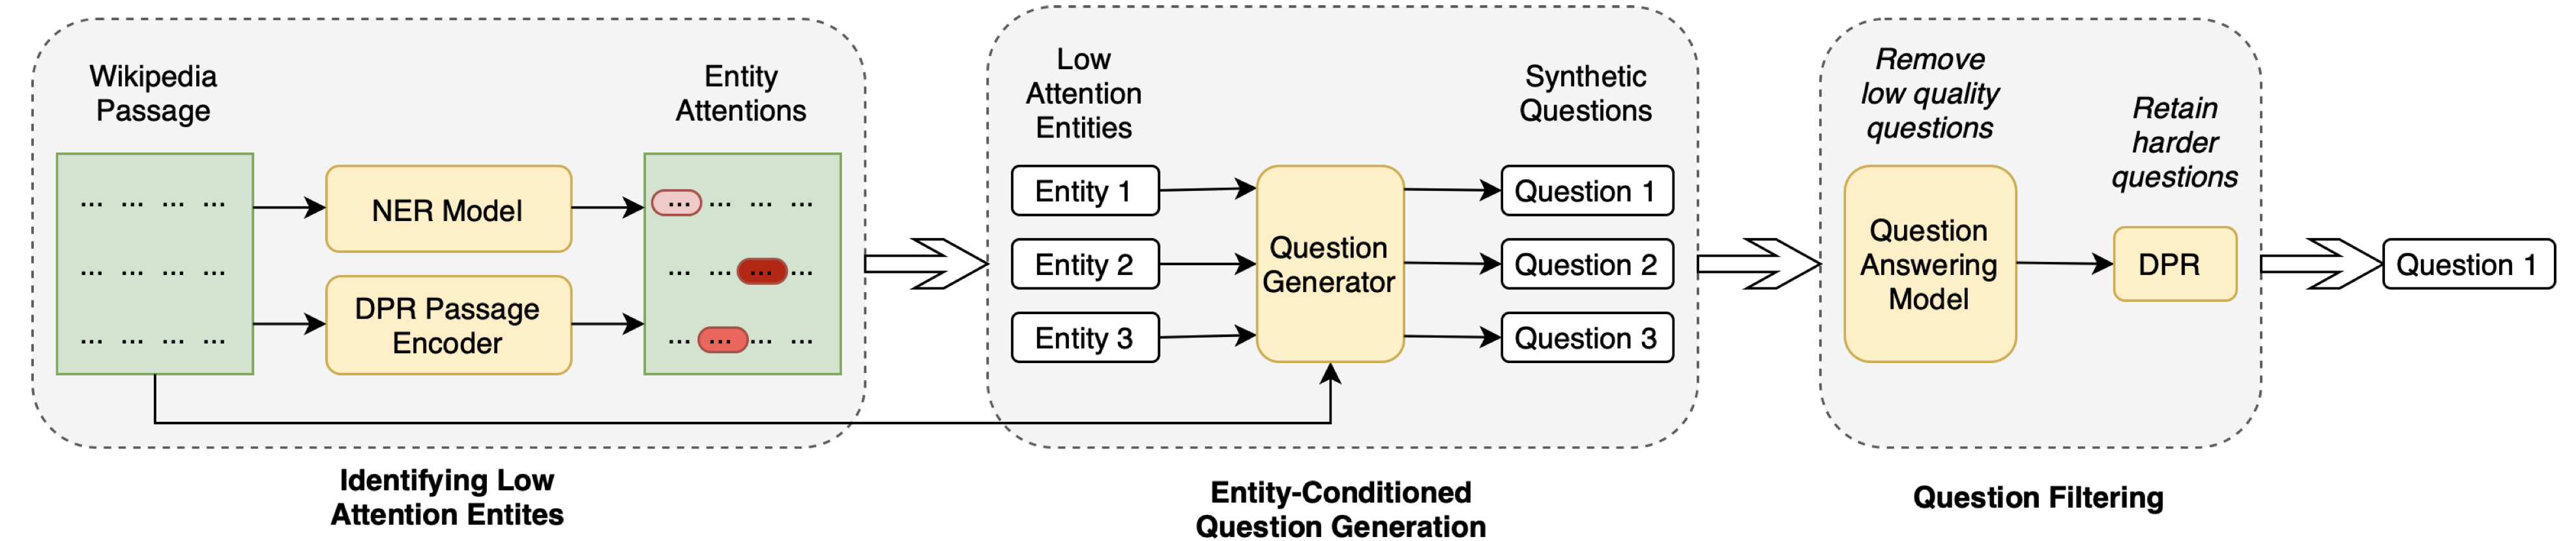 Wikipedia
Passage
... ... ... ...
... ... ... ...
... ... ... ...
NER Model
DPR Passage
Encoder
Entity
Attentions
... ... ... ...
... ... ... ...
... ... ... ...
Identifying Low
Attention Entites
Low
Attention
Entities
Entity 1
Entity 2
Entity 3
Question
Generator
Synthetic
Questions
Question 1
Question 2
Question 3
Entity-Conditioned
Question Generation
Remove
low quality
questions
Question
Answering
Model
Retain
harder
questions
DPR
Question Filtering
Question 1